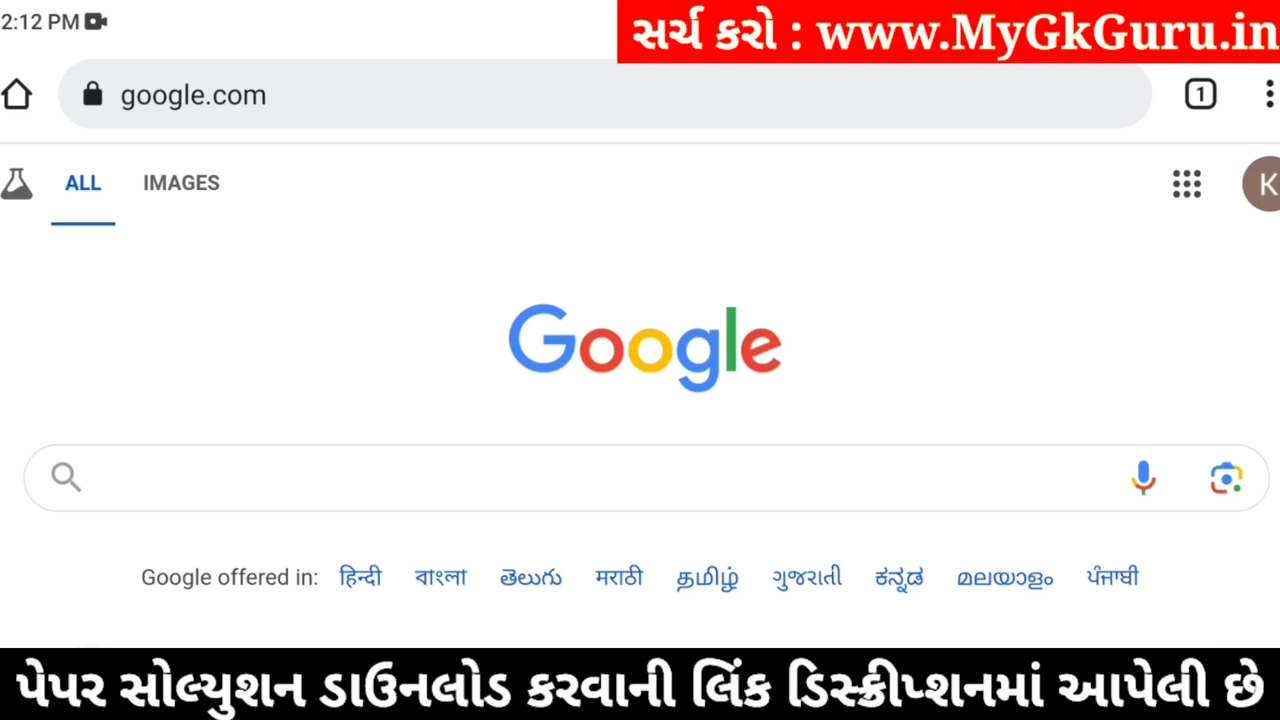 2:12 PM
સર્ચ કરો : www.MyGkGuru.in
google.com
1
ALL IMAGES
K
Google
Google offered in: हिन्दी বাংলা తెలుగు मराठी தமிழ் ગુજરાતી ಕನ್ನಡ മലയാളം ਪੰਜਾਬੀ
પેપર સોલ્યુશન ડાઉનલોડ કરવાની લિંક ડિસ્ક્રીપ્શનમાં આપેલી છે